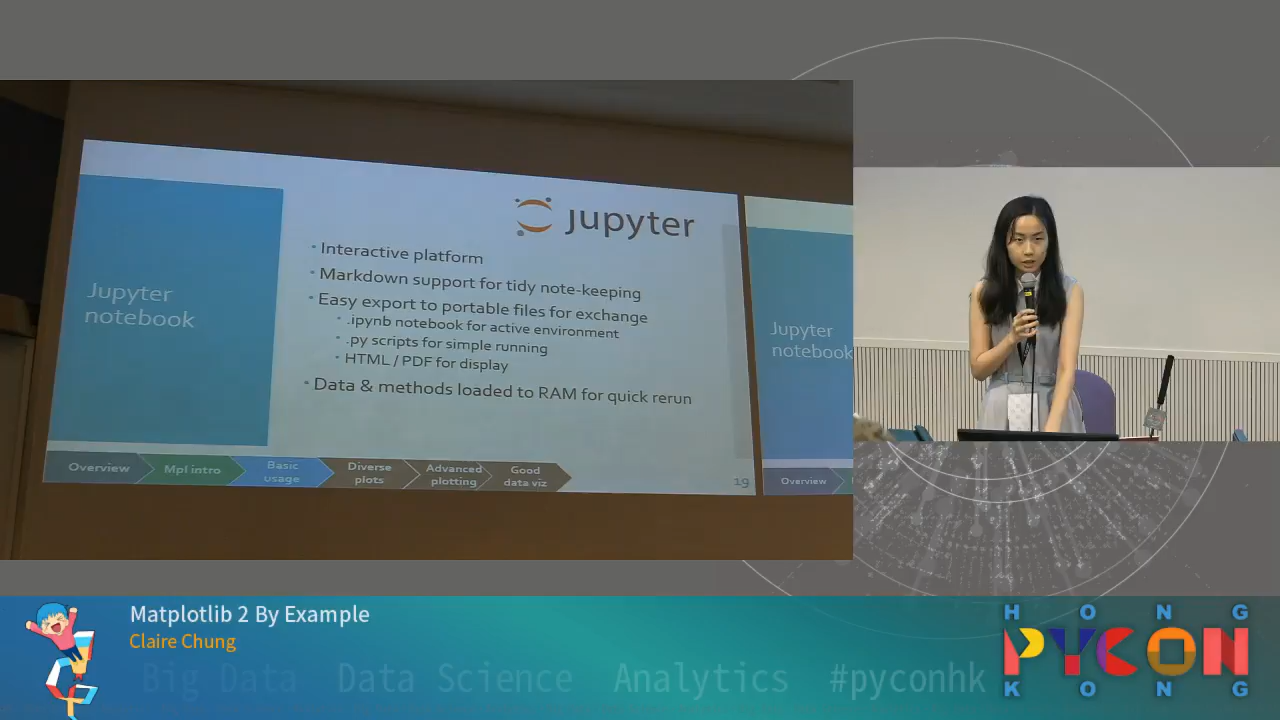 jupyter
Jupyter
notebook
• Interactive platform
• Markdown support for tidy note-keeping
• Easy export to portable files for exchange
• .ipynb notebook for active environment
• .py scripts for simple running
• HTML / PDF for display
• Data & methods loaded to RAM for quick rerun
Overview
Mpl intro
Basic
usage
Diverse
plots
Advanced
plotting
Good
data viz
19
Jupyter
notebook
Overview
Matplotlib 2 By Example
Claire Chung
Big Data Data Science Analytics #pyconhk
HONG
PYCON
KONG